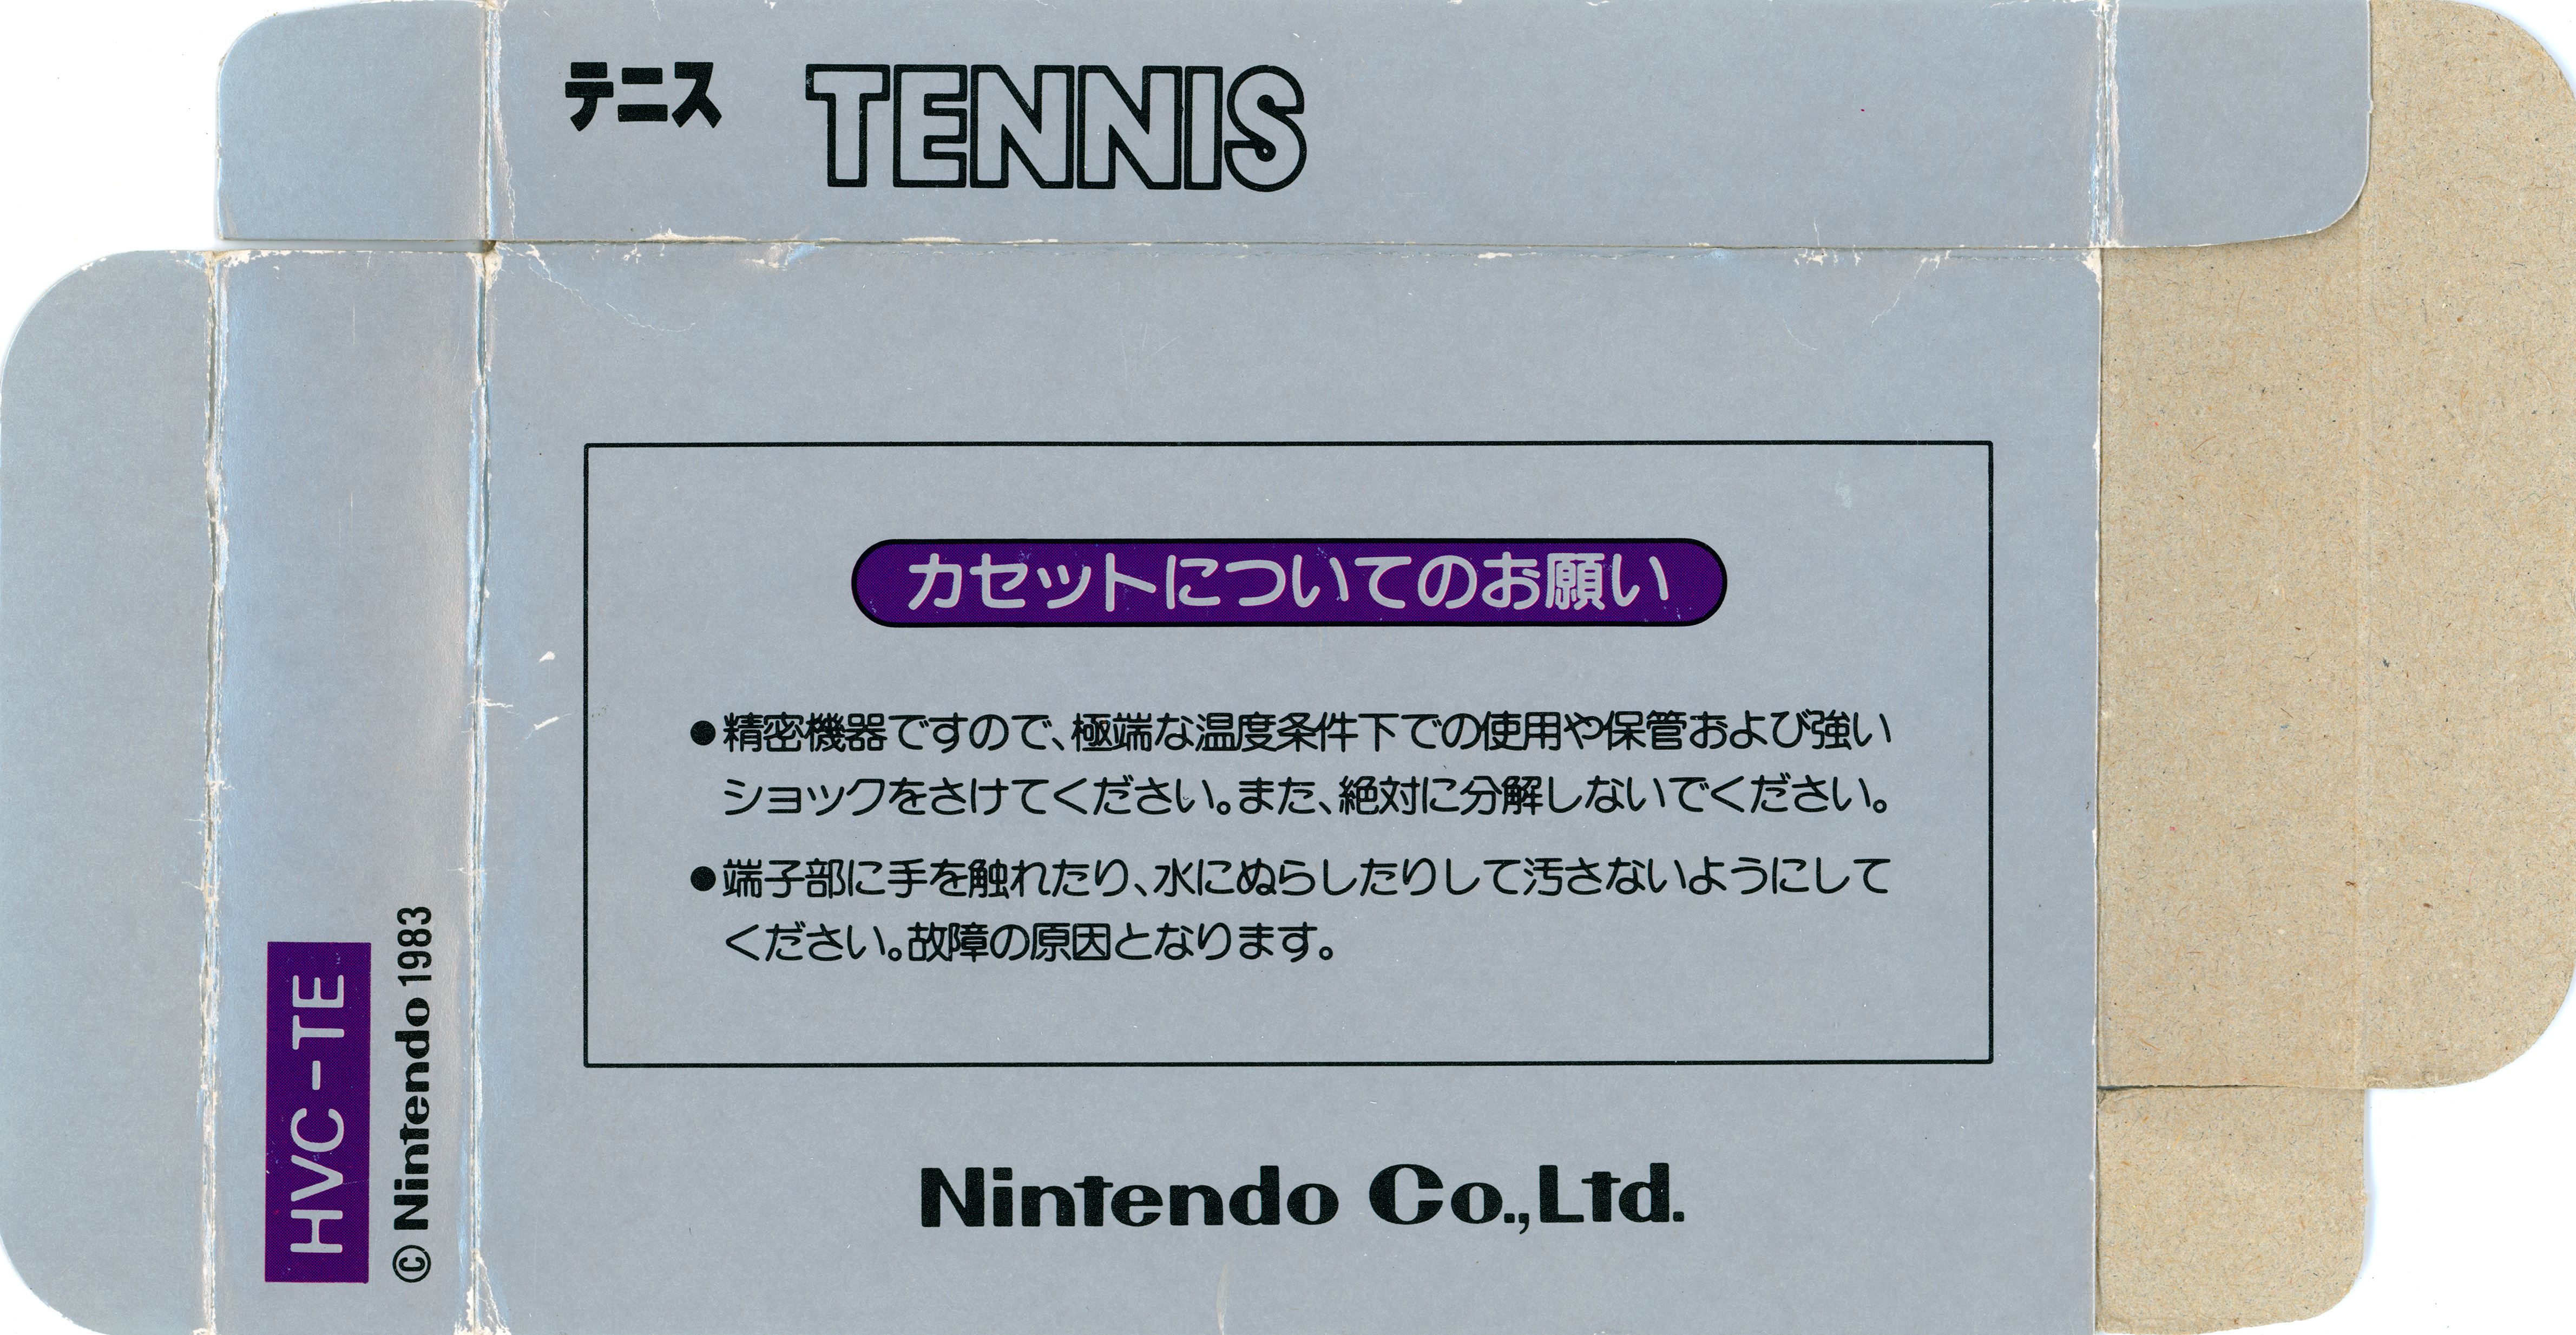 テニス TENNIS
カセットについてのお願い
●精密機器ですので、極端な温度条件下での使用や保管および強い
ショックをさけてください。また、絶対に分解しないでください。
●端子部に手を触れたり、水にぬらしたりして汚さないようにして
ください。故障の原因となります。
Nintendo Co.,Ltd.
HVC-TE
© Nintendo 1983